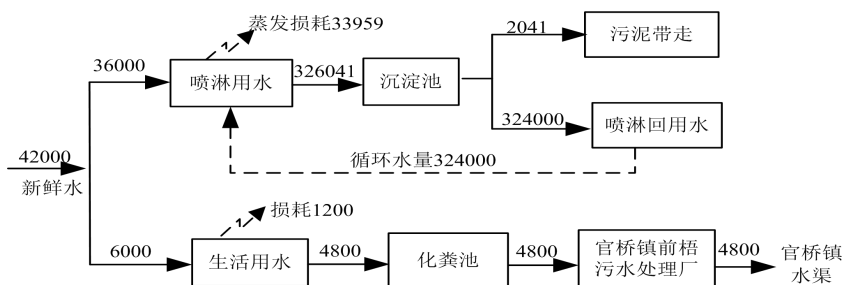 蒸发损耗33959
2041
污泥带走
36000
喷淋用水
326041
沉淀池
324000
喷淋回用水
循环水量324000
42000
新鲜水
损耗1200
6000
生活用水
4800
化粪池
4800
官桥镇前梧
污水处理厂
4800
官桥镇
水渠